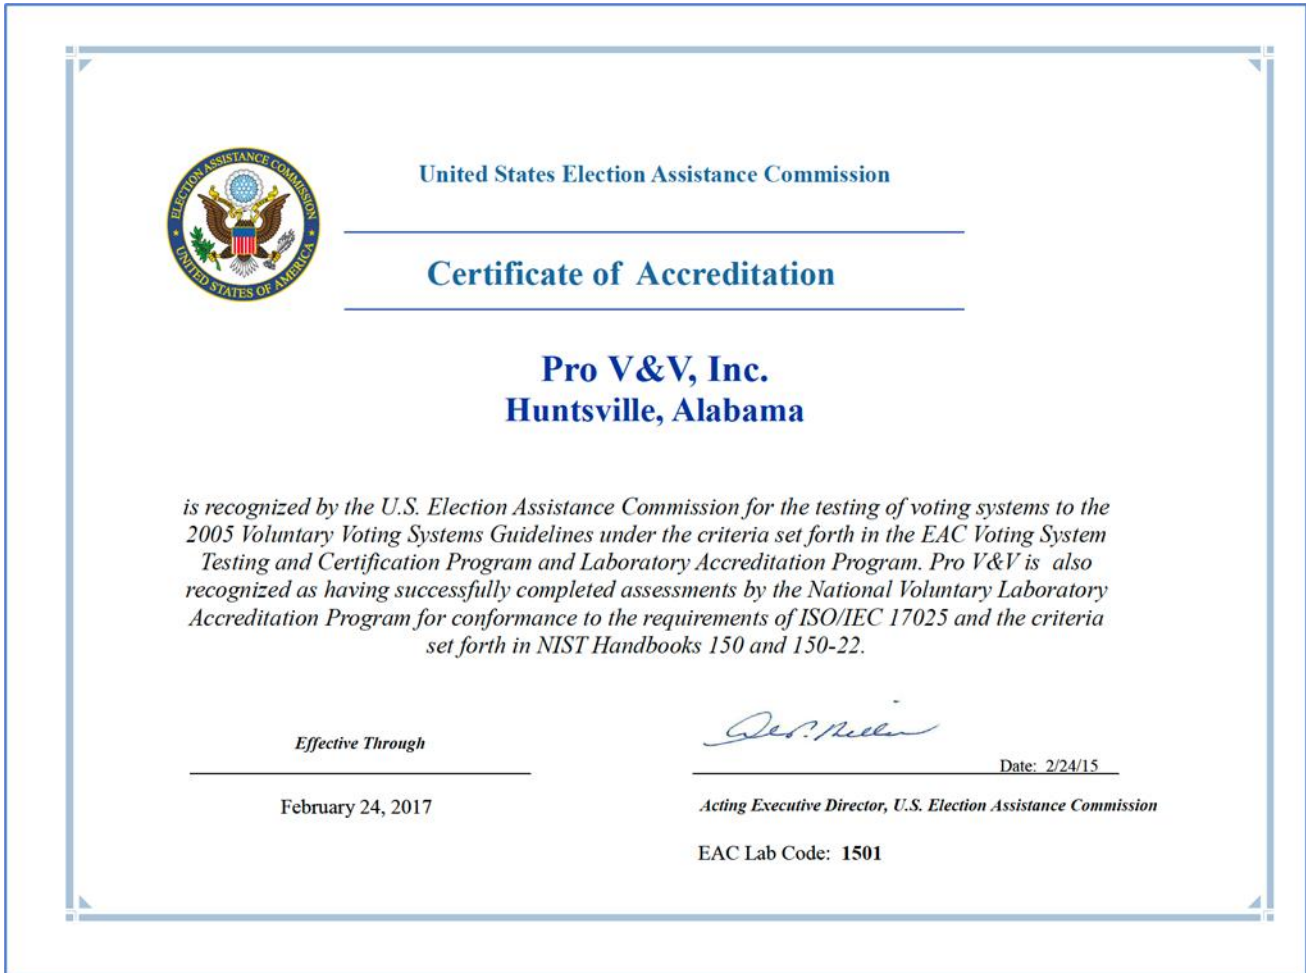 ELECTION ASSISTANCE COMMISSION
UNITED STATES OF AMERICA
United States Election Assistance Commission
Certificate of Accreditation
Pro V&V, Inc.
Huntsville, Alabama
is recognized by the U.S. Election Assistance Commission for the testing of voting systems to the
2005 Voluntary Voting Systems Guidelines under the criteria set forth in the EAC Voting System
Testing and Certification Program and Laboratory Accreditation Program. Pro V&V is also
recognized as having successfully completed assessments by the National Voluntary Laboratory
Accreditation Program for conformance to the requirements of ISO/IEC 17025 and the criteria
set forth in NIST Handbooks 150 and 150-22.
Effective Through
Date: 2/24/15
February 24, 2017
Acting Executive Director, U.S. Election Assistance Commission
EAC Lab Code: 1501